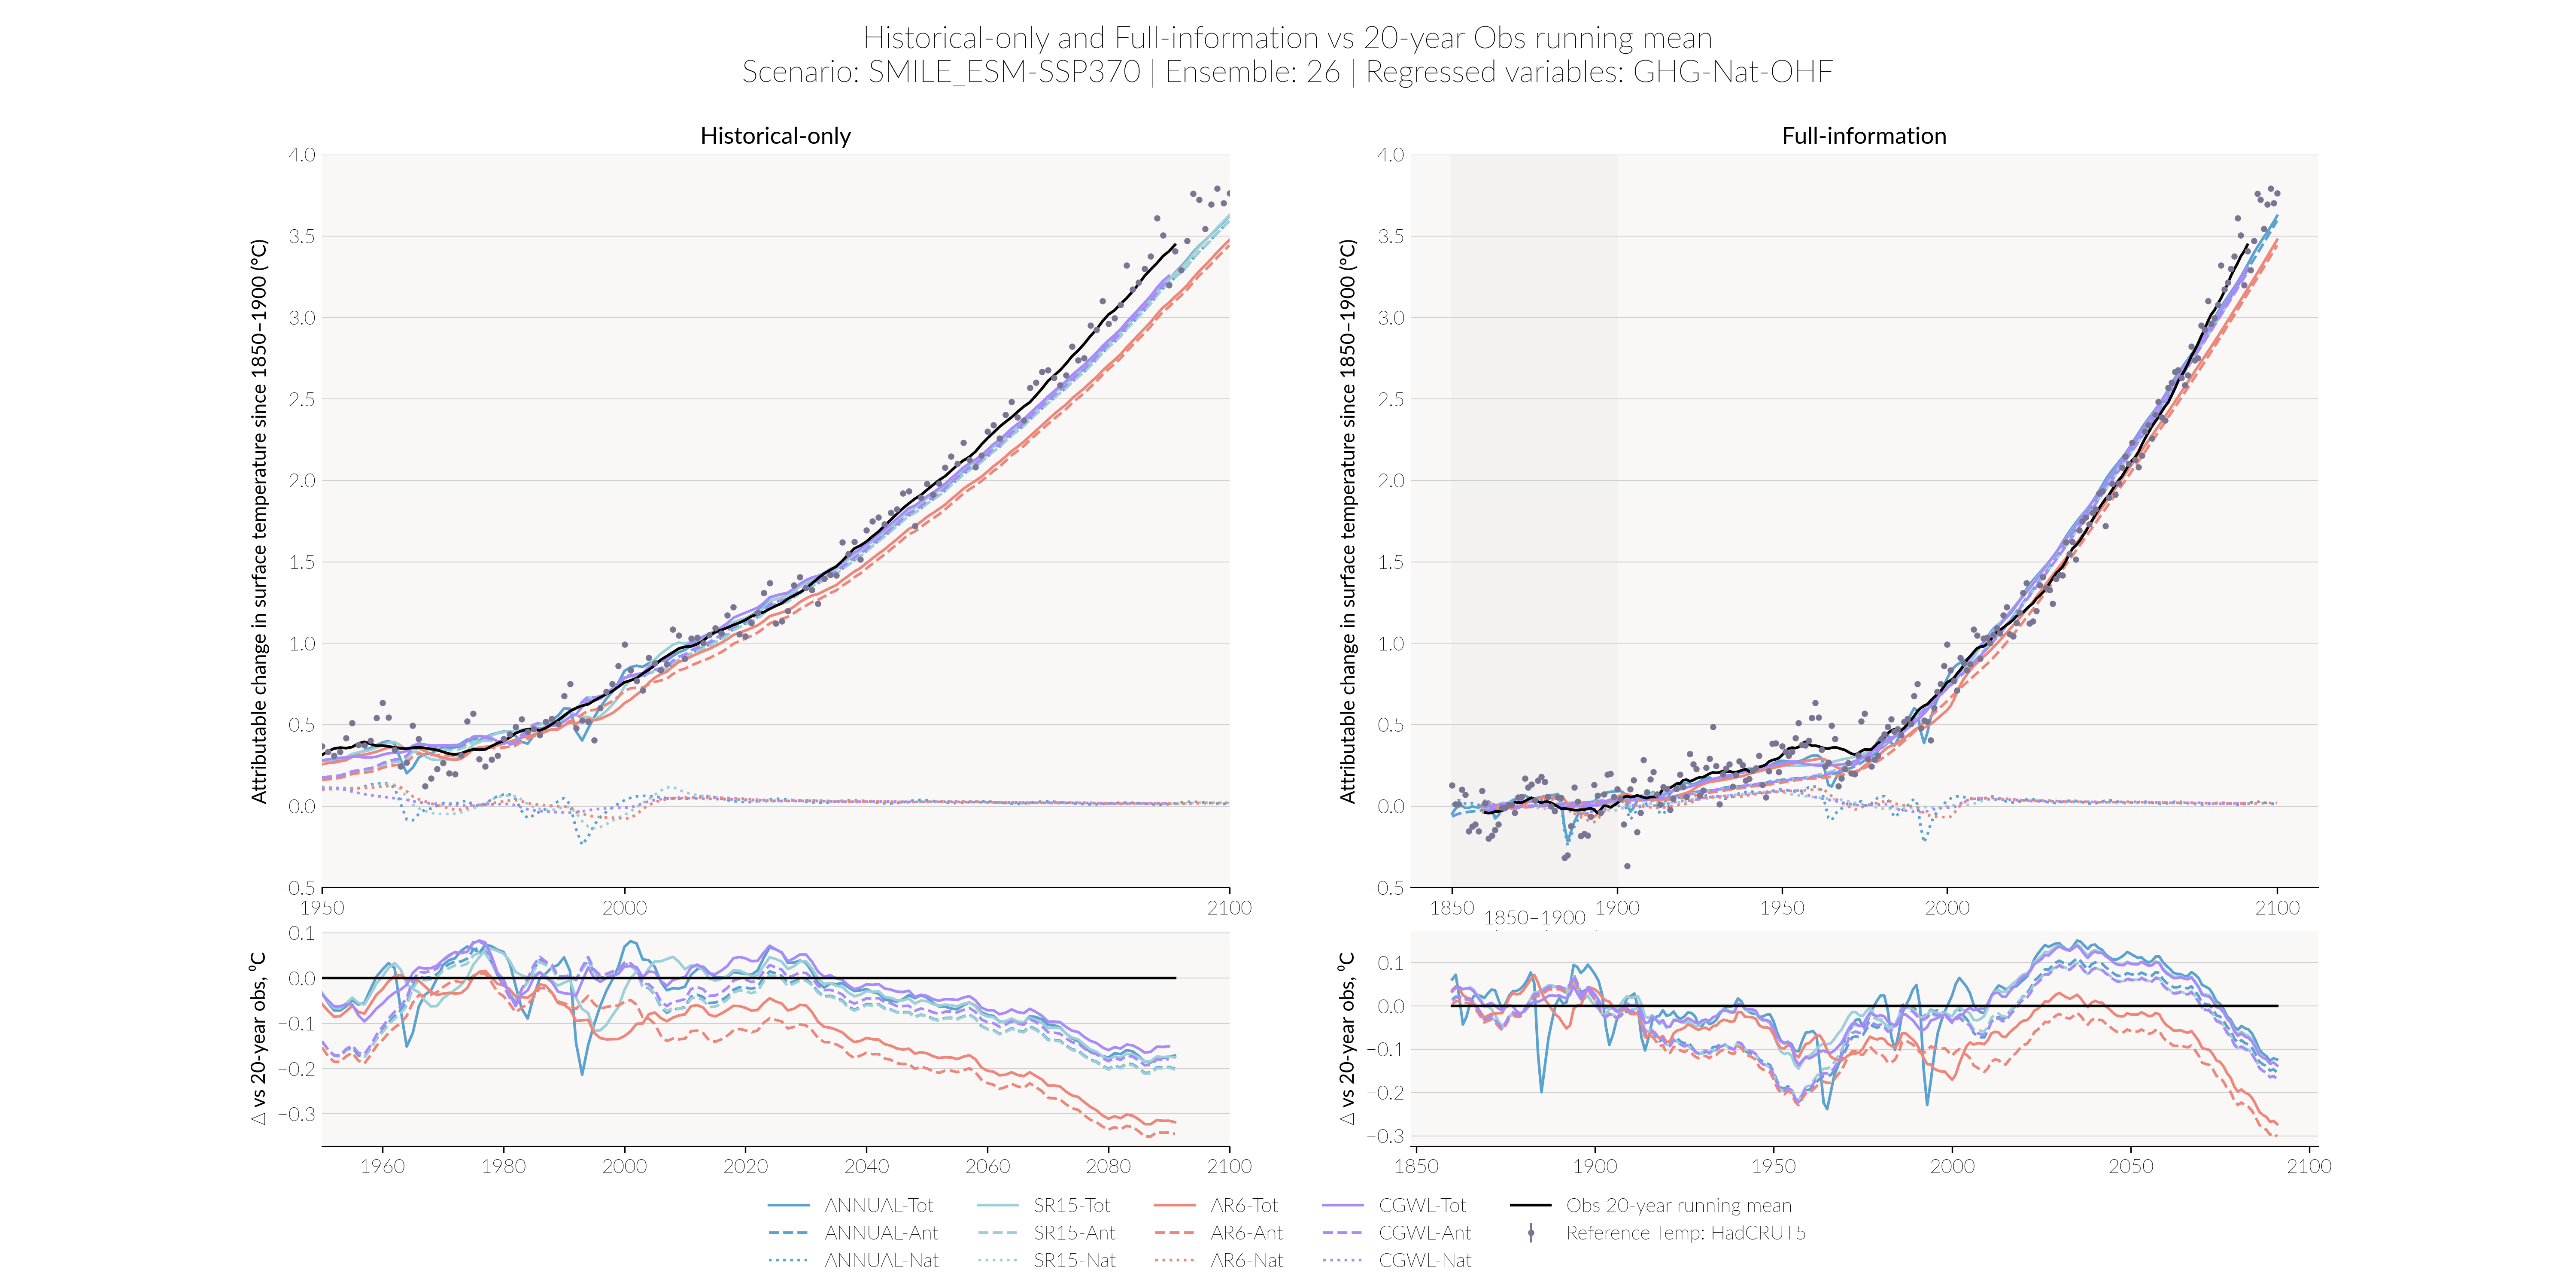 Historical-only and Full-information vs 20-year Obs running mean
Scenario: SMILE_ESM-SSP370 | Ensemble: 26 | Regressed variables: GHG-Nat-OHF
Historical-only
Attributable change in surface temperature since 1850–1900 (°C)
4.0
3.5
3.0
2.5
2.0
1.5
1.0
0.5
0.0
−0.5
1950 2000 2100
△ vs 20-year obs, ⁰C
0.1
0.0
−0.1
−0.2
−0.3
1960 1980 2000 2020 2040 2060 2080 2100
Full-information
Attributable change in surface temperature since 1850–1900 (°C)
4.0
3.5
3.0
2.5
2.0
1.5
1.0
0.5
0.0
−0.5
1850 1900 1950 2000 2100
1850–1900
△ vs 20-year obs, ⁰C
0.1
0.0
−0.1
−0.2
−0.3
1850 1900 1950 2000 2050 2100
ANNUAL-Tot SR15-Tot AR6-Tot CGWL-Tot Obs 20-year running mean
ANNUAL-Ant SR15-Ant AR6-Ant CGWL-Ant Reference Temp: HadCRUT5
ANNUAL-Nat SR15-Nat AR6-Nat CGWL-Nat